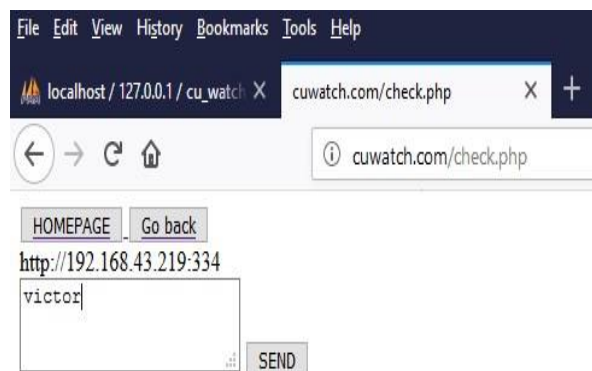 File Edit View History Bookmarks Tools Help
localhost / 127.0.0.1 / cu_watch cuwatch.com/check.php
cuwatch.com/check.php
HOMEPAGE Go back
http://192.168.43.219:334
victor
SEND